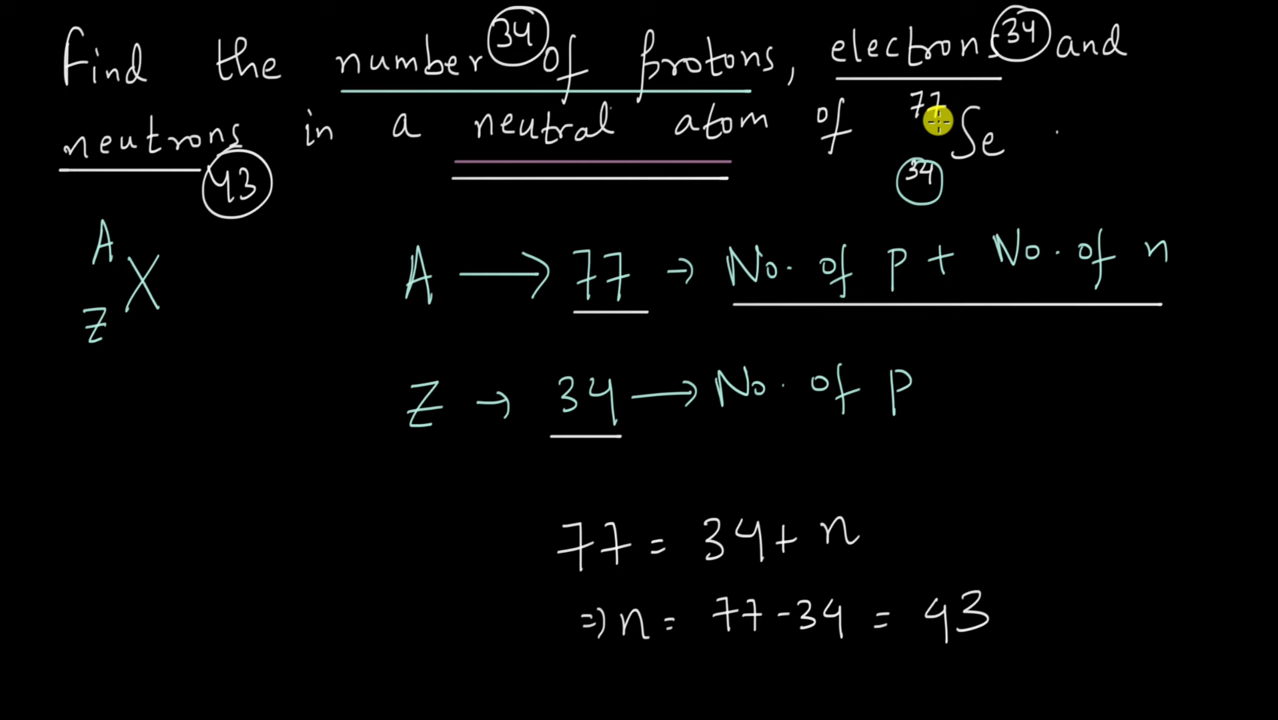 Find the number 34 of protons, electrons 34 and
neutrons 43 in a neutral atom of 77 34 Se.
A Z X
A → 77 → No. of p + No. of n
Z → 34 → No. of p
77 = 34 + n
⇒ n = 77 - 34 = 43